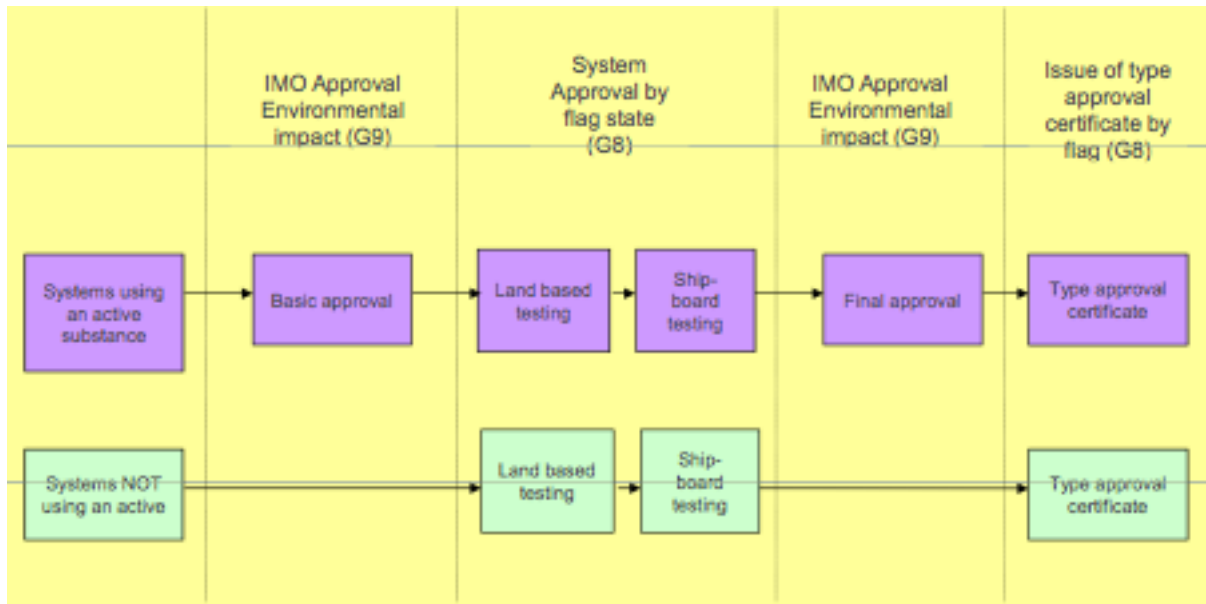 IMO Approval
Environmental
impact (G9)
System
Approval by
flag state
(G8)
IMO Approval
Environmental
impact (G9)
Issue of type
approval
certificate by
flag (G8)
Systems using
an active
substance
Basic approval
Land based
testing
Ship-
board
testing
Final approval
Type approval
certificate
Systems NOT
using an active
Land based
testing
Ship-
board
testing
Type approval
certificate